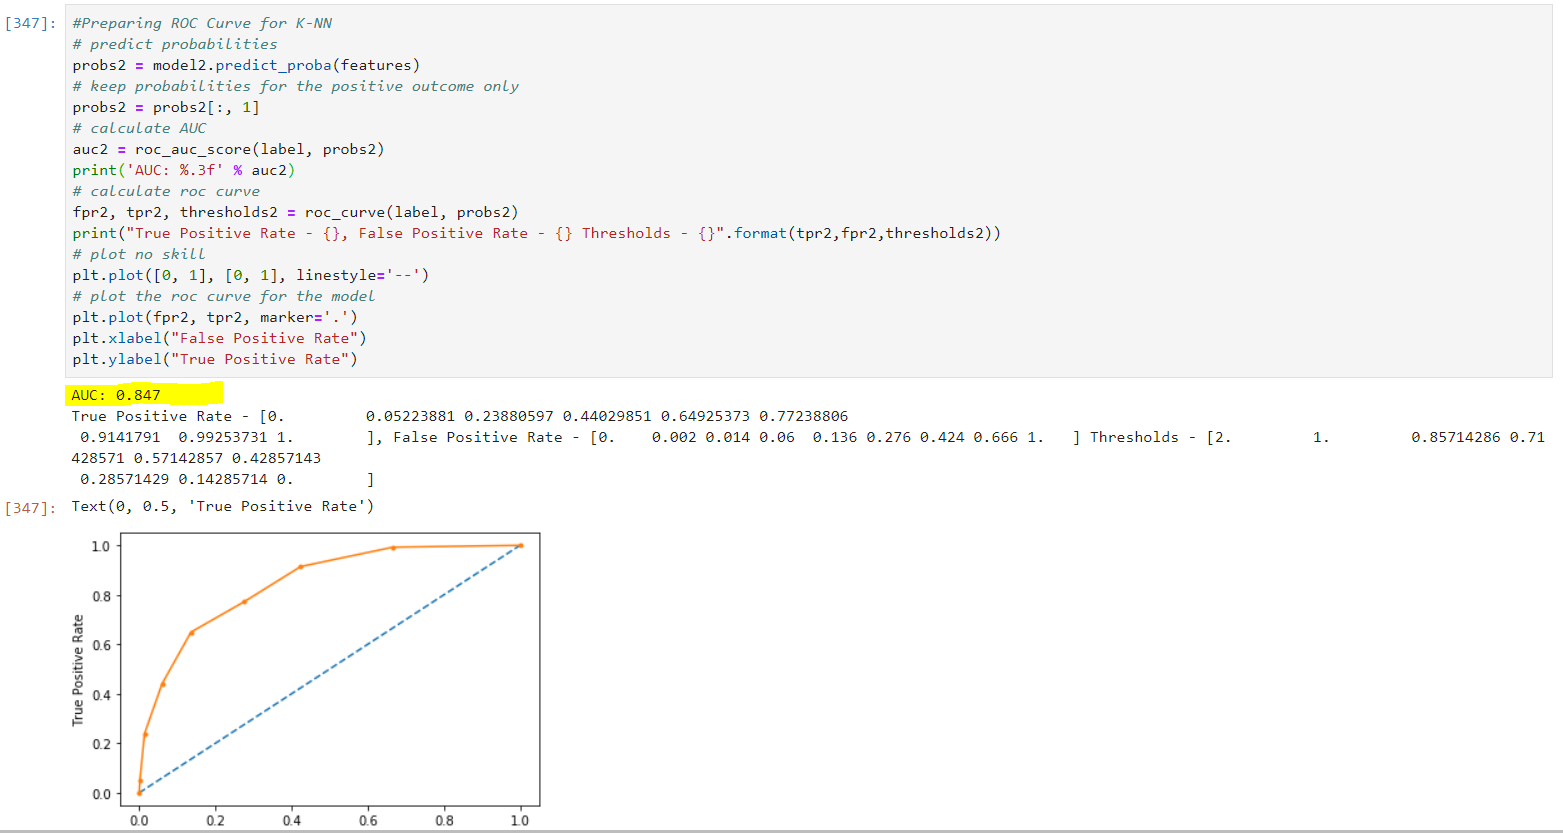 [347]: #Preparing ROC Curve for K-NN
# predict probabilities
probs2 = model2.predict_proba(features)
# keep probabilities for the positive outcome only
probs2 = probs2[:, 1]
# calculate AUC
auc2 = roc_auc_score(label, probs2)
print('AUC: %.3f' % auc2)
# calculate roc curve
fpr2, tpr2, thresholds2 = roc_curve(label, probs2)
print("True Positive Rate - {}, False Positive Rate - {} Thresholds - {}".format(tpr2,fpr2,thresholds2))
# plot no skill
plt.plot([0, 1], [0, 1], linestyle='--')
# plot the roc curve for the model
plt.plot(fpr2, tpr2, marker='.')
plt.xlabel("False Positive Rate")
plt.ylabel("True Positive Rate")
AUC: 0.847
True Positive Rate - [0.         0.05223881 0.23880597 0.44029851 0.64925373 0.77238806
 0.9141791  0.99253731 1.        ], False Positive Rate - [0.    0.002 0.014 0.06  0.136 0.276 0.424 0.666 1.   ] Thresholds - [2.         1.         0.85714286 0.71
428571 0.57142857 0.42857143
 0.28571429 0.14285714 0.        ]
[347]: Text(0, 0.5, 'True Positive Rate')
1.0
0.8
0.6
0.4
0.2
0.0
True Positive Rate
0.0 0.2 0.4 0.6 0.8 1.0